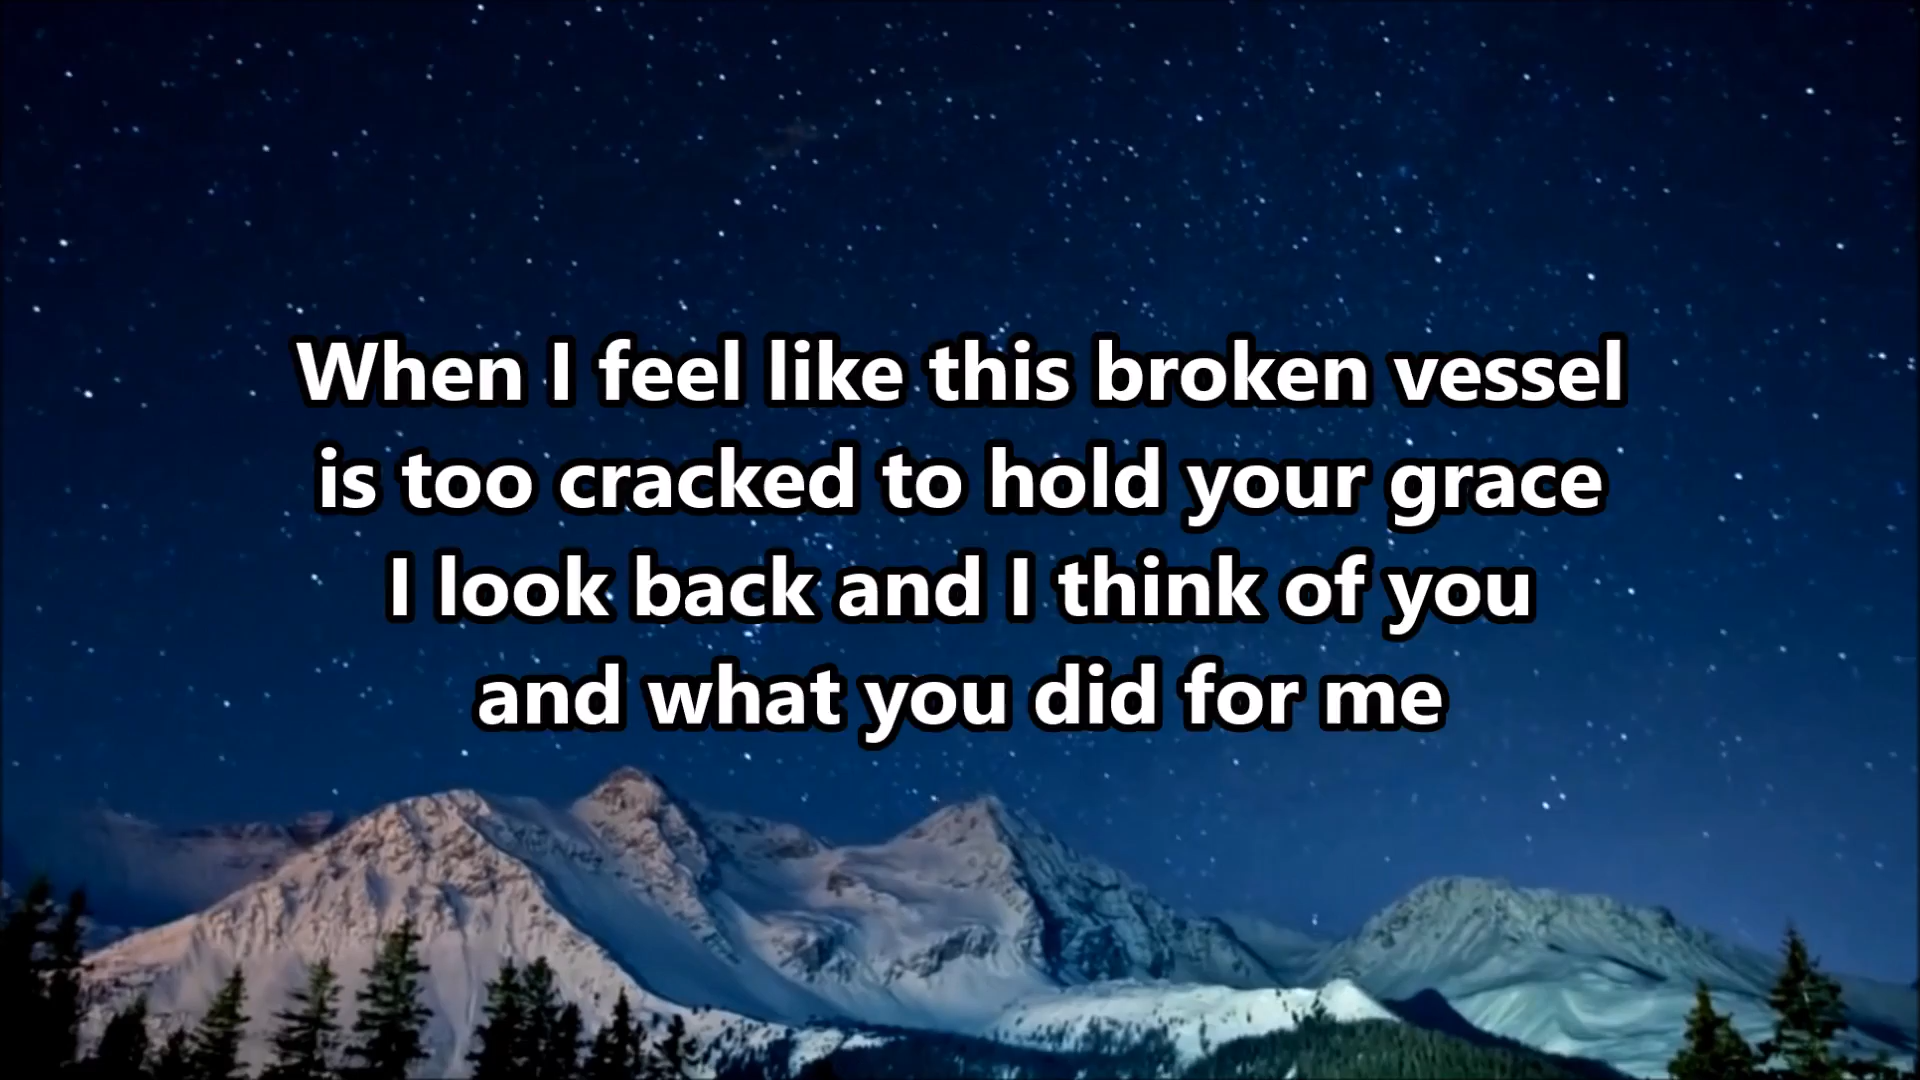 When I feel like this broken vessel
is too cracked to hold your grace
I look back and I think of you
and what you did for me